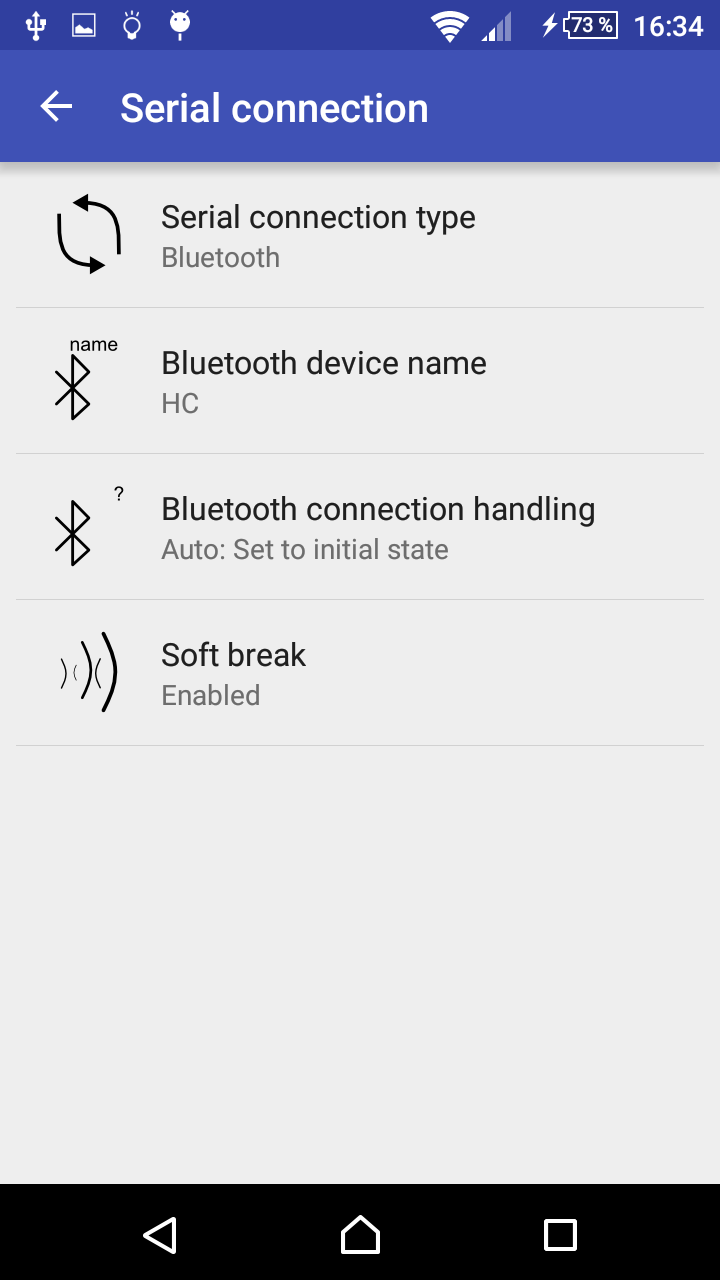 73 % 16:34
Serial connection
Serial connection type
Bluetooth
name
Bluetooth device name
HC
?
Bluetooth connection handling
Auto: Set to initial state
Soft break
Enabled